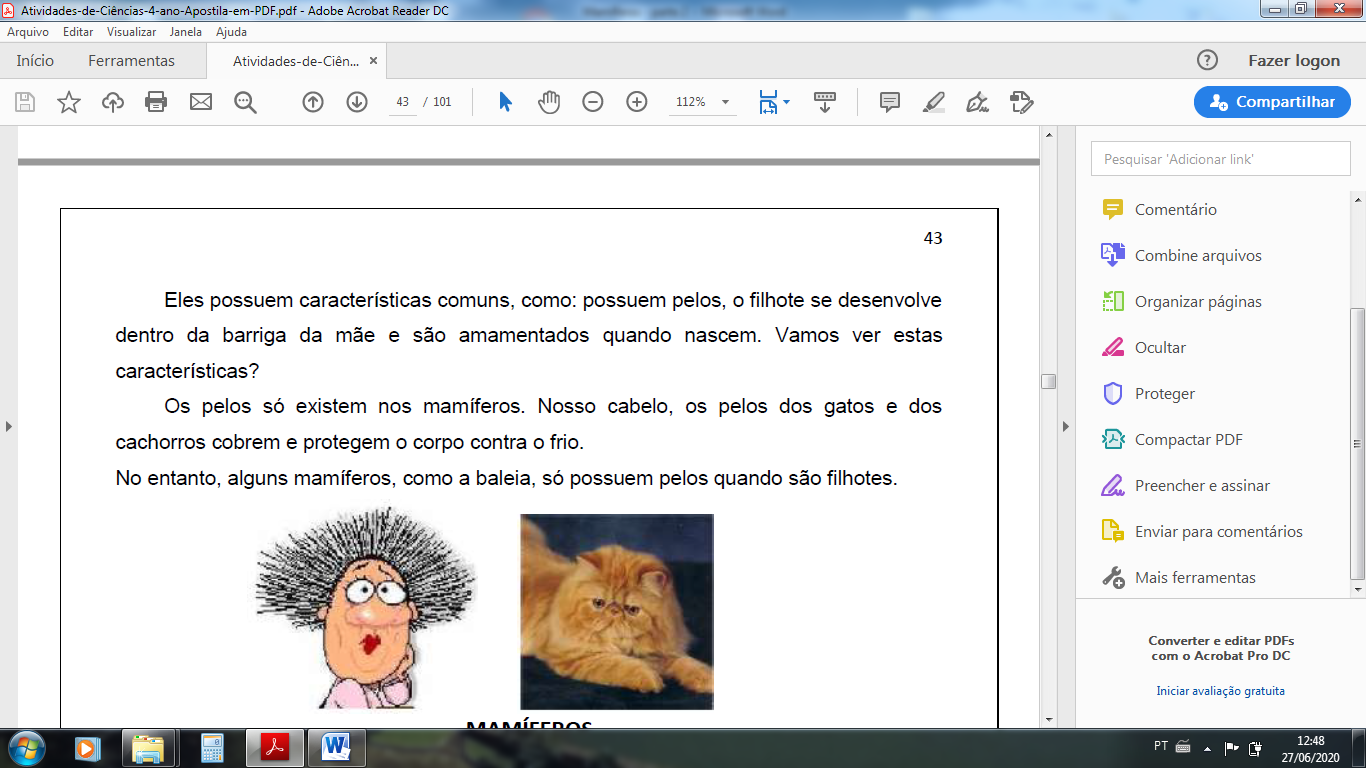 Atividades-de-Ciências-4-ano-Apostila-em-PDF.pdf - Adobe Acrobat Reader DC
Arquivo Editar Visualizar Janela Ajuda
Início Ferramentas Atividades-de-Ciên... × Fazer logon
43 / 101 112% Compartilhar
Pesquisar 'Adicionar link'
Comentário
Combine arquivos
Organizar páginas
Ocultar
Proteger
Compactar PDF
Preencher e assinar
Enviar para comentários
Mais ferramentas
Converter e editar PDFs
com o Acrobat Pro DC
Iniciar avaliação gratuita
43
Eles possuem características comuns, como: possuem pelos, o filhote se desenvolve
dentro da barriga da mãe e são amamentados quando nascem. Vamos ver estas
características?
Os pelos só existem nos mamíferos. Nosso cabelo, os pelos dos gatos e dos
cachorros cobrem e protegem o corpo contra o frio.
No entanto, alguns mamíferos, como a baleia, só possuem pelos quando são filhotes.
MAMÍFEROS
PT 12:48
27/06/2020